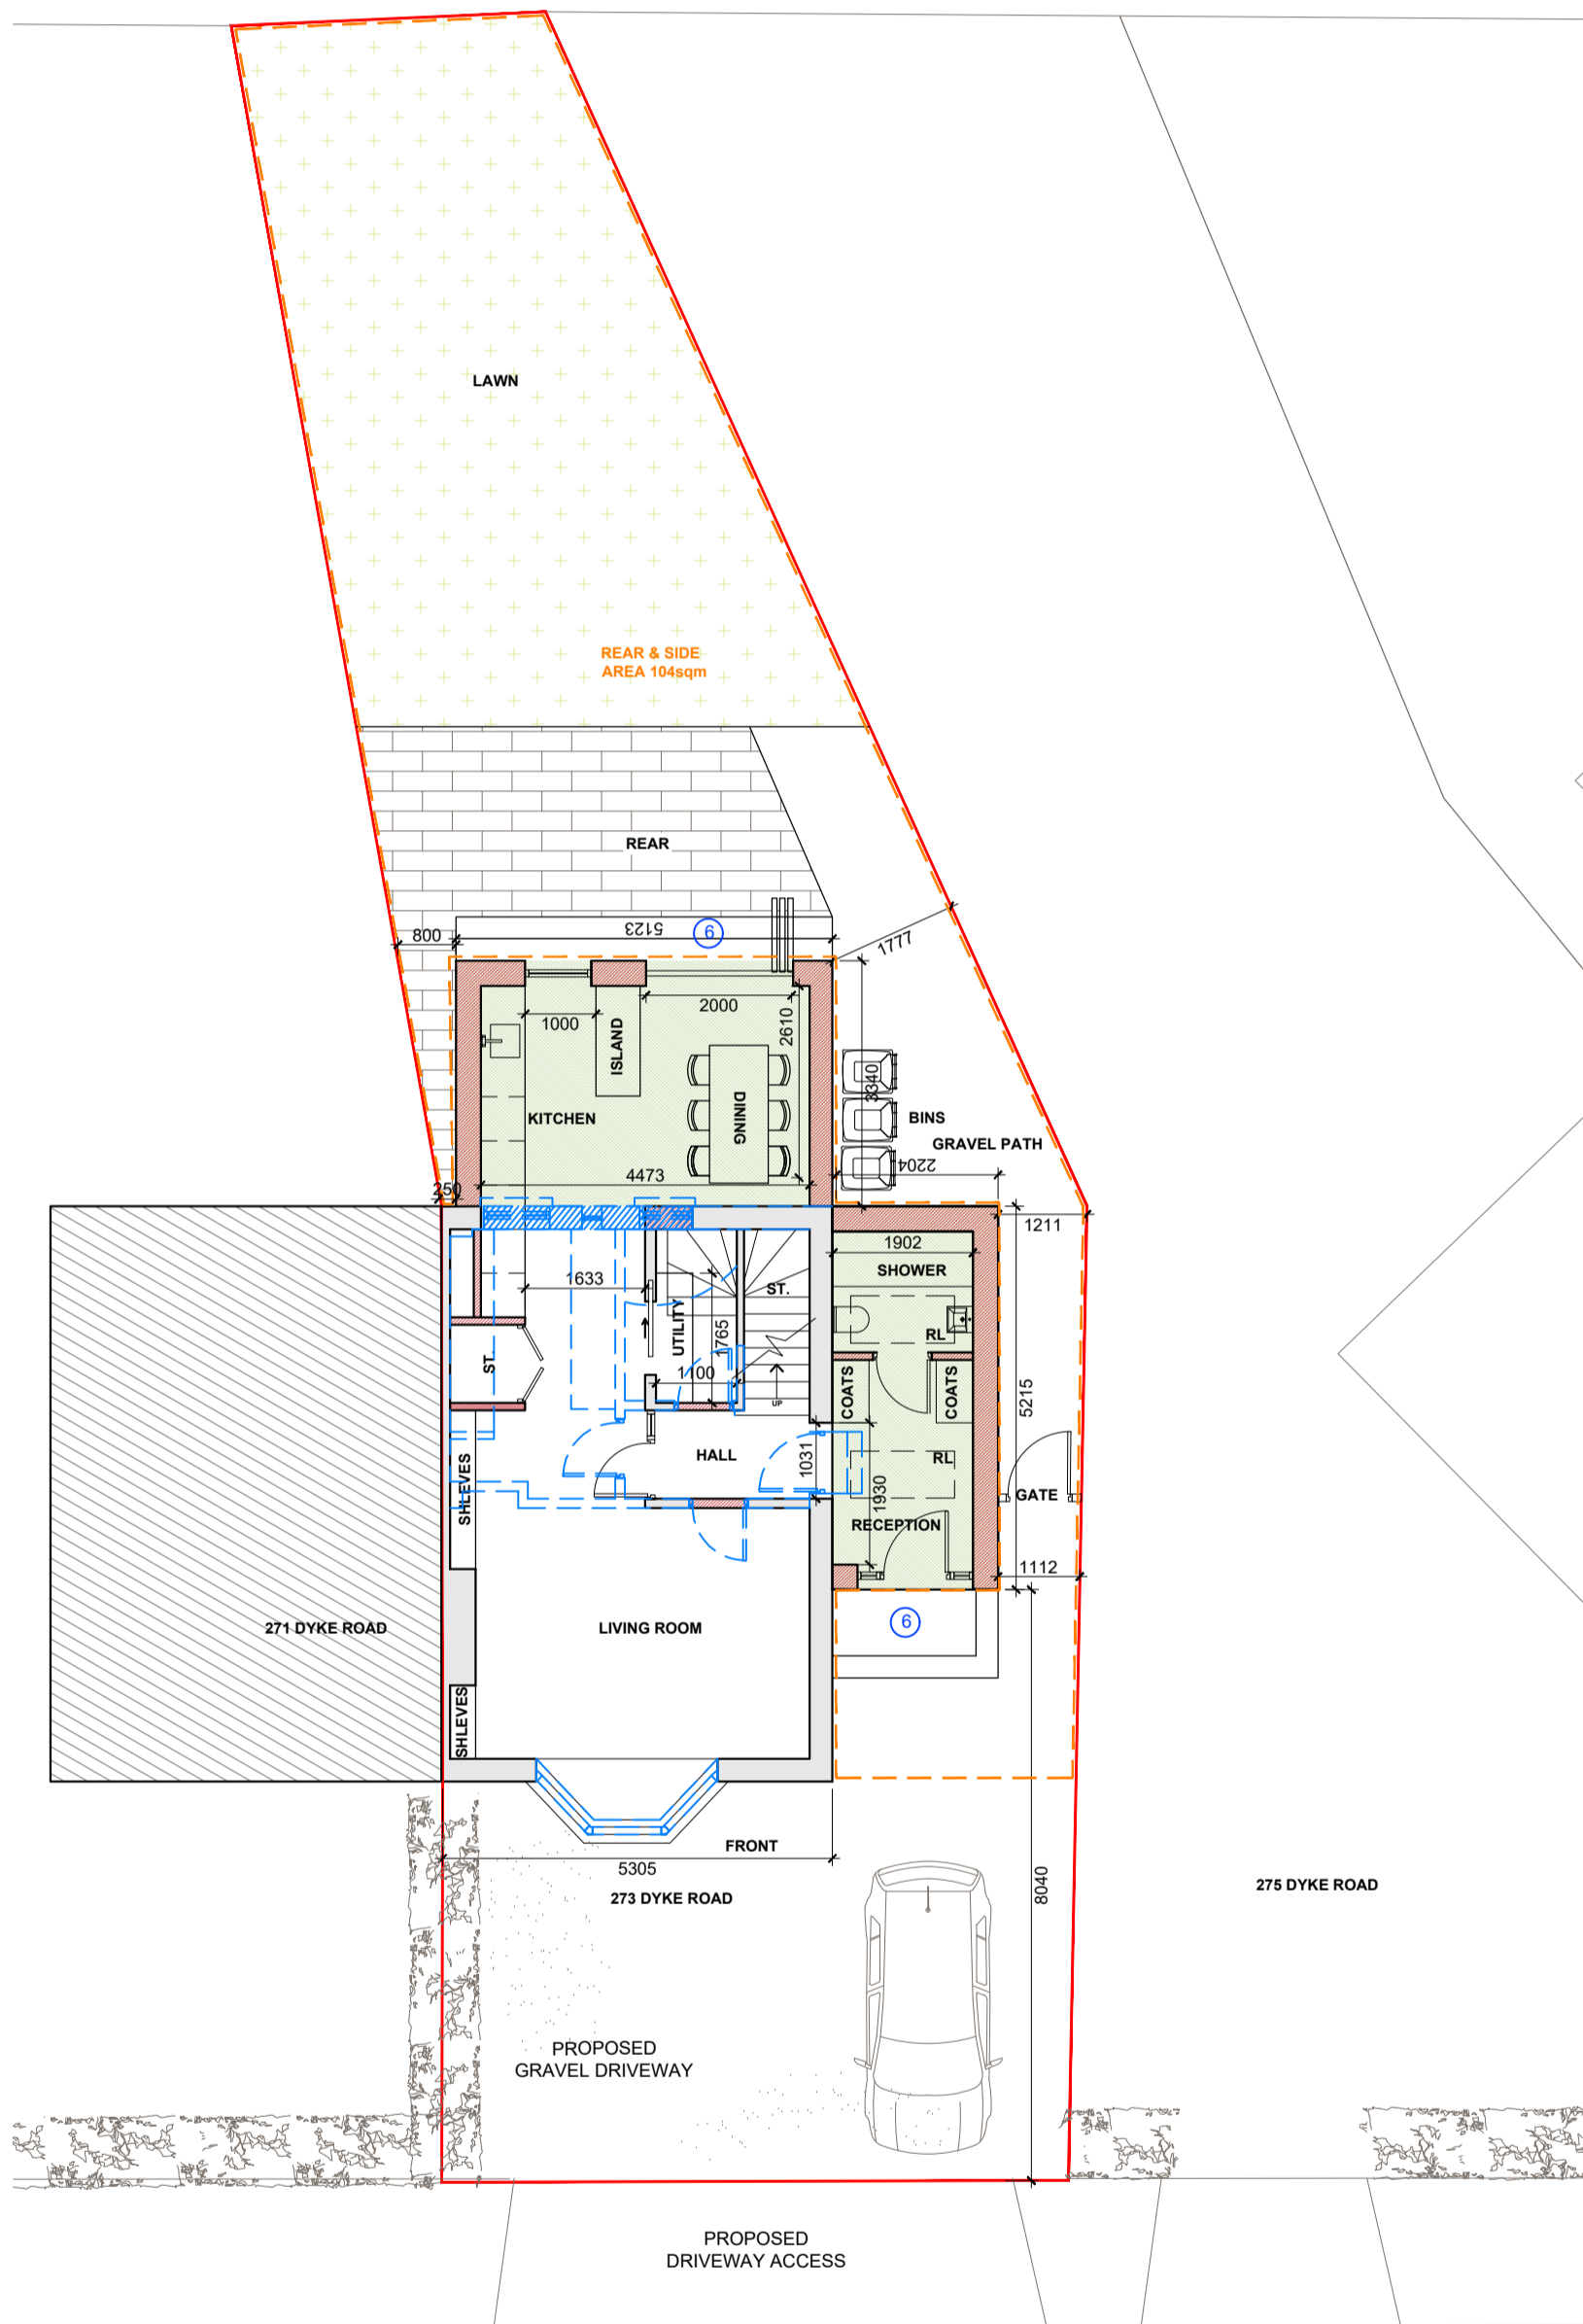 LAWN
REAR & SIDE
AREA 104sqm
REAR
800
5123
6
1777
1000
2000
2610
ISLAND
3340
KITCHEN
DINING
BINS
GRAVEL PATH
2204
4473
250
1211
1902
SHOWER
1633
ST.
UTILITY
1765
RL
ST.
1100
COATS
COATS
UP
5215
HALL
1031
RL
SHLEVES
1930
GATE
RECEPTION
1112
271 DYKE ROAD
LIVING ROOM
6
SHLEVES
FRONT
5305
273 DYKE ROAD
8040
275 DYKE ROAD
PROPOSED
GRAVEL DRIVEWAY
PROPOSED
DRIVEWAY ACCESS